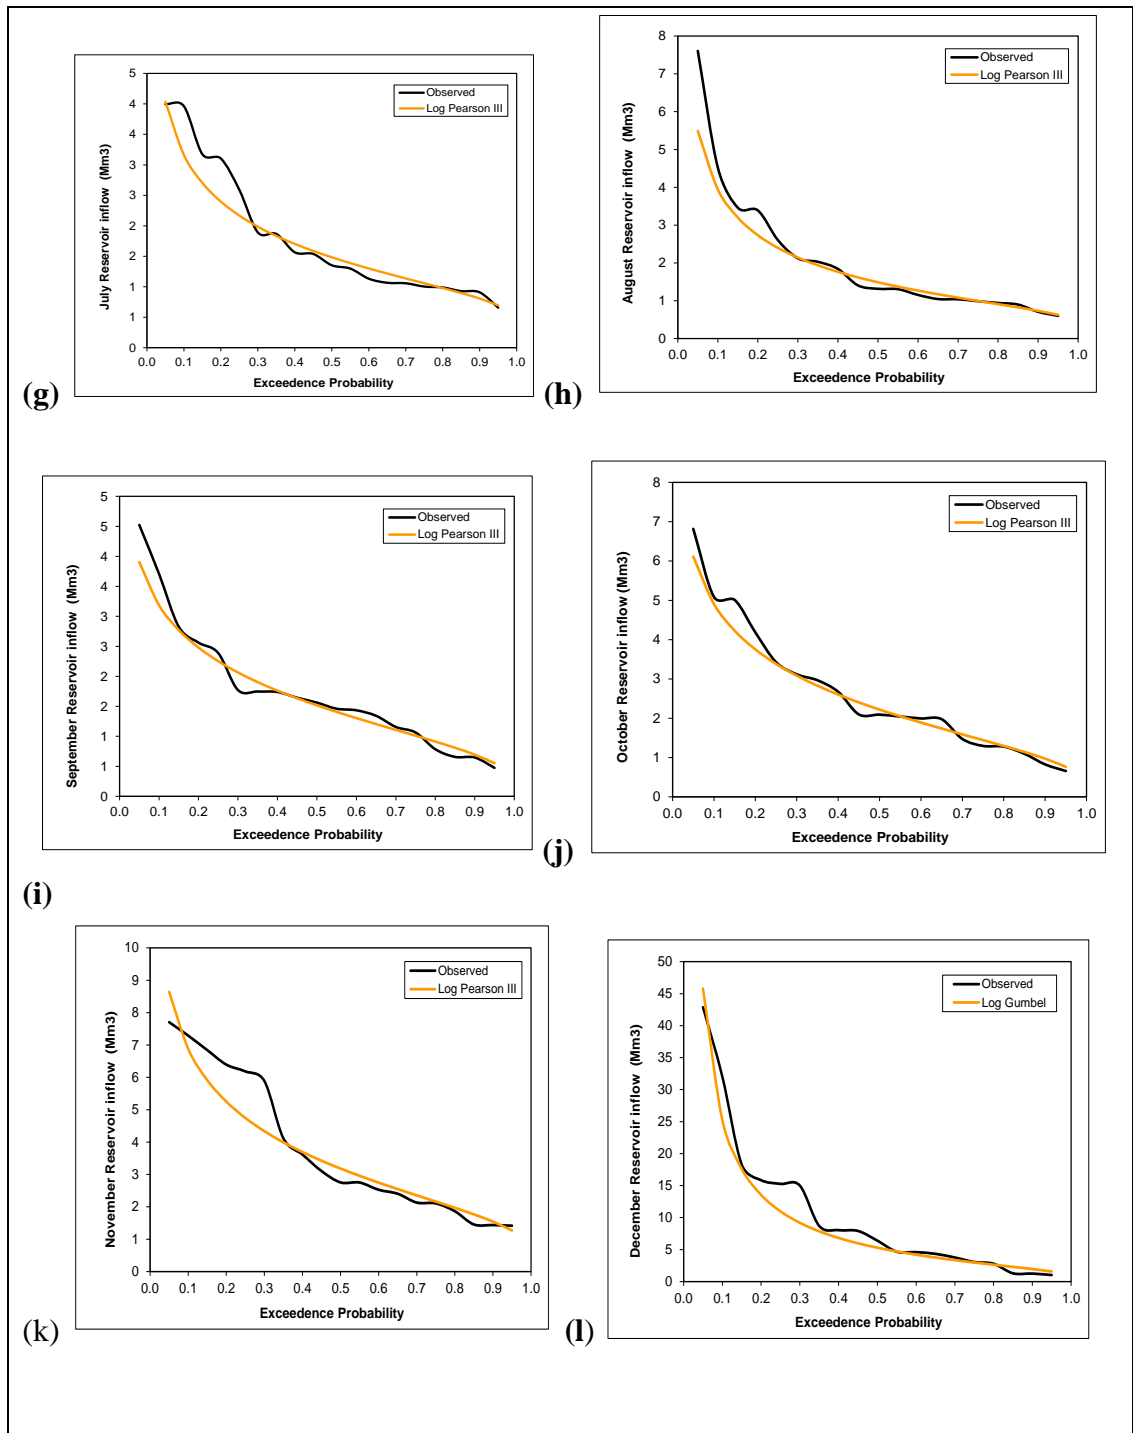 5
4
4
3
3
2
2
1
1
0
July Reservoir inflow (Mm3)
Observed
Log Pearson III
0.0 0.1 0.2 0.3 0.4 0.5 0.6 0.7 0.8 0.9 1.0
Exceedence Probability
(g)
8
7
6
5
4
3
2
1
0
August Reservoir inflow (Mm3)
Observed
Log Pearson III
0.0 0.1 0.2 0.3 0.4 0.5 0.6 0.7 0.8 0.9 1.0
Exceedence Probability
(h)
5
5
4
4
3
3
2
2
1
1
0
September Reservoir inflow (Mm3)
Observed
Log Pearson III
0.0 0.1 0.2 0.3 0.4 0.5 0.6 0.7 0.8 0.9 1.0
Exceedence Probability
(i)
8
7
6
5
4
3
2
1
0
October Reservoir inflow (Mm3)
Observed
Log Pearson III
0.0 0.1 0.2 0.3 0.4 0.5 0.6 0.7 0.8 0.9 1.0
Exceedence Probability
(j)
10
9
8
7
6
5
4
3
2
1
0
November Reservoir inflow (Mm3)
Observed
Log Pearson III
0.0 0.1 0.2 0.3 0.4 0.5 0.6 0.7 0.8 0.9 1.0
Exceedence Probability
(k)
50
45
40
35
30
25
20
15
10
5
0
December Reservoir inflow (Mm3)
Observed
Log Gumbel
0.0 0.1 0.2 0.3 0.4 0.5 0.6 0.7 0.8 0.9 1.0
Exceedence Probability
(l)